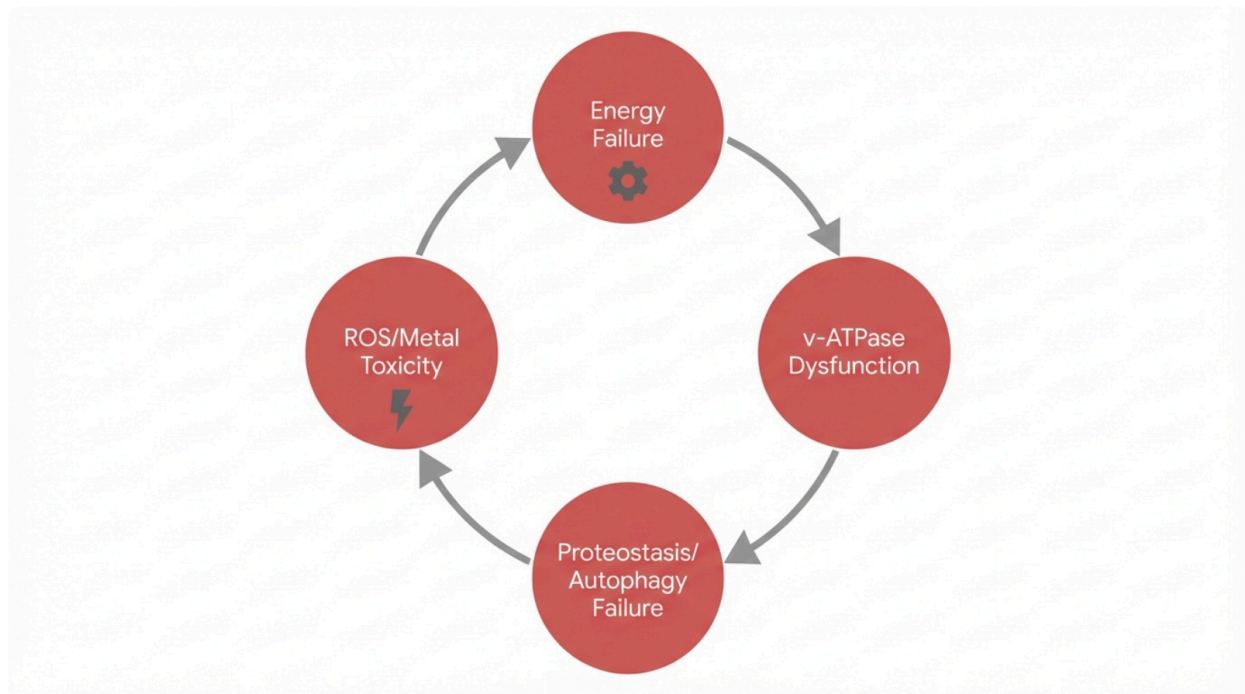 Energy
Failure
v-ATPase
Dysfunction
Proteostasis/
Autophagy
Failure
ROS/Metal
Toxicity